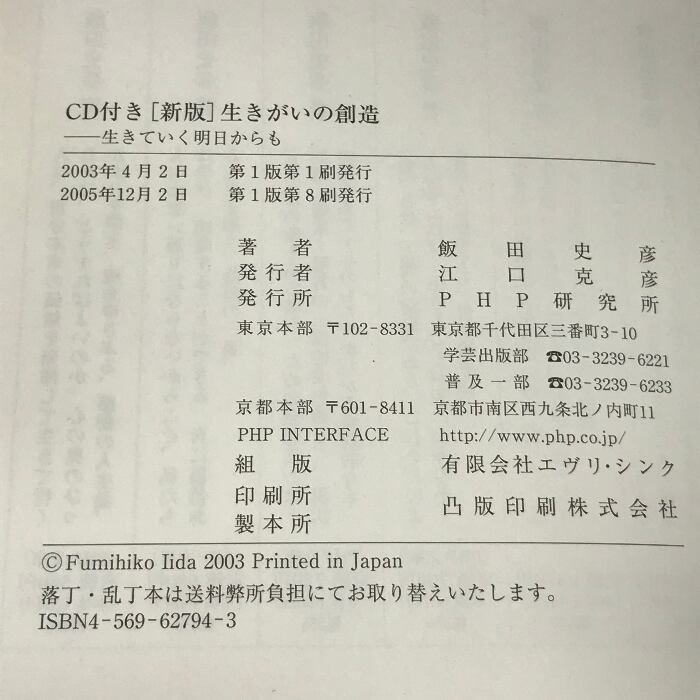 CD付き［新版］生きがいの創造
――生きていく明日からも
2003年4月2日 第1版第1刷発行
2005年12月2日 第1版第8刷発行
著者 飯田史彦
発行者 江口克彦
発行所 PHP研究所
東京本部 〒102-8331 東京都千代田区三番町3-10
学芸出版部 ☎03-3239-6221
普及一部 ☎03-3239-6233
京都本部 〒601-8411 京都市南区西九条北ノ内町11
PHP INTERFACE http://www.php.co.jp/
組版 有限会社エヴリ・シンク
印刷所 凸版印刷株式会社
製本所
©Fumihiko Iida 2003 Printed in Japan
落丁・乱丁本は送料弊所負担にてお取り替えいたします。
ISBN4-569-62794-3